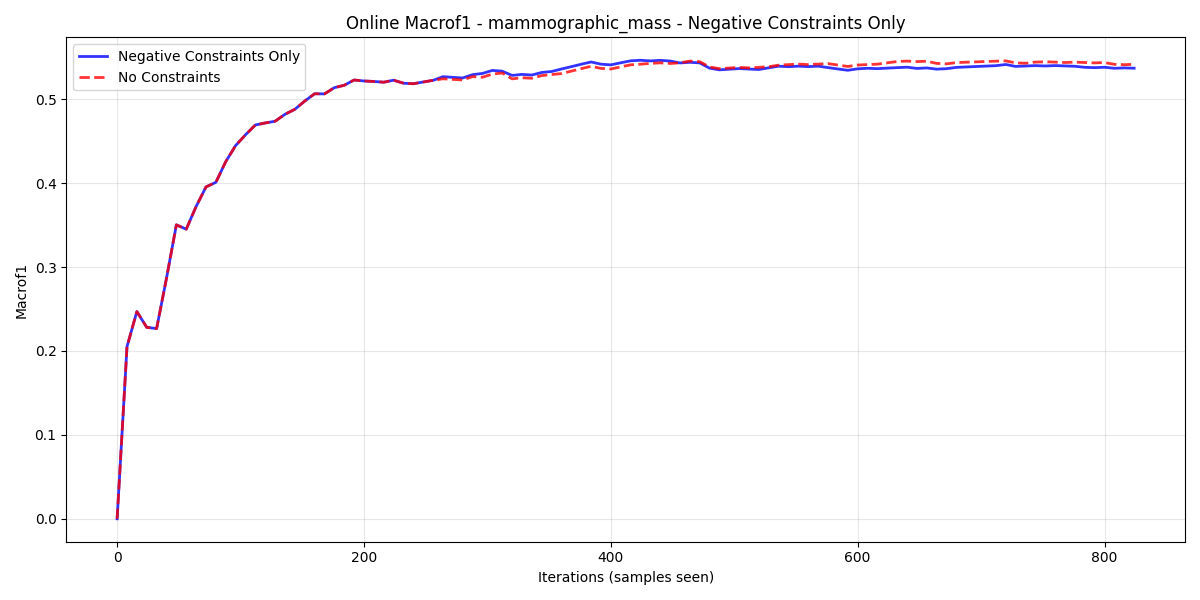 Online Macrof1 - mammographic_mass - Negative Constraints Only
Negative Constraints Only
No Constraints
Macrof1
0.5
0.4
0.3
0.2
0.1
0.0
0 200 400 600 800
Iterations (samples seen)